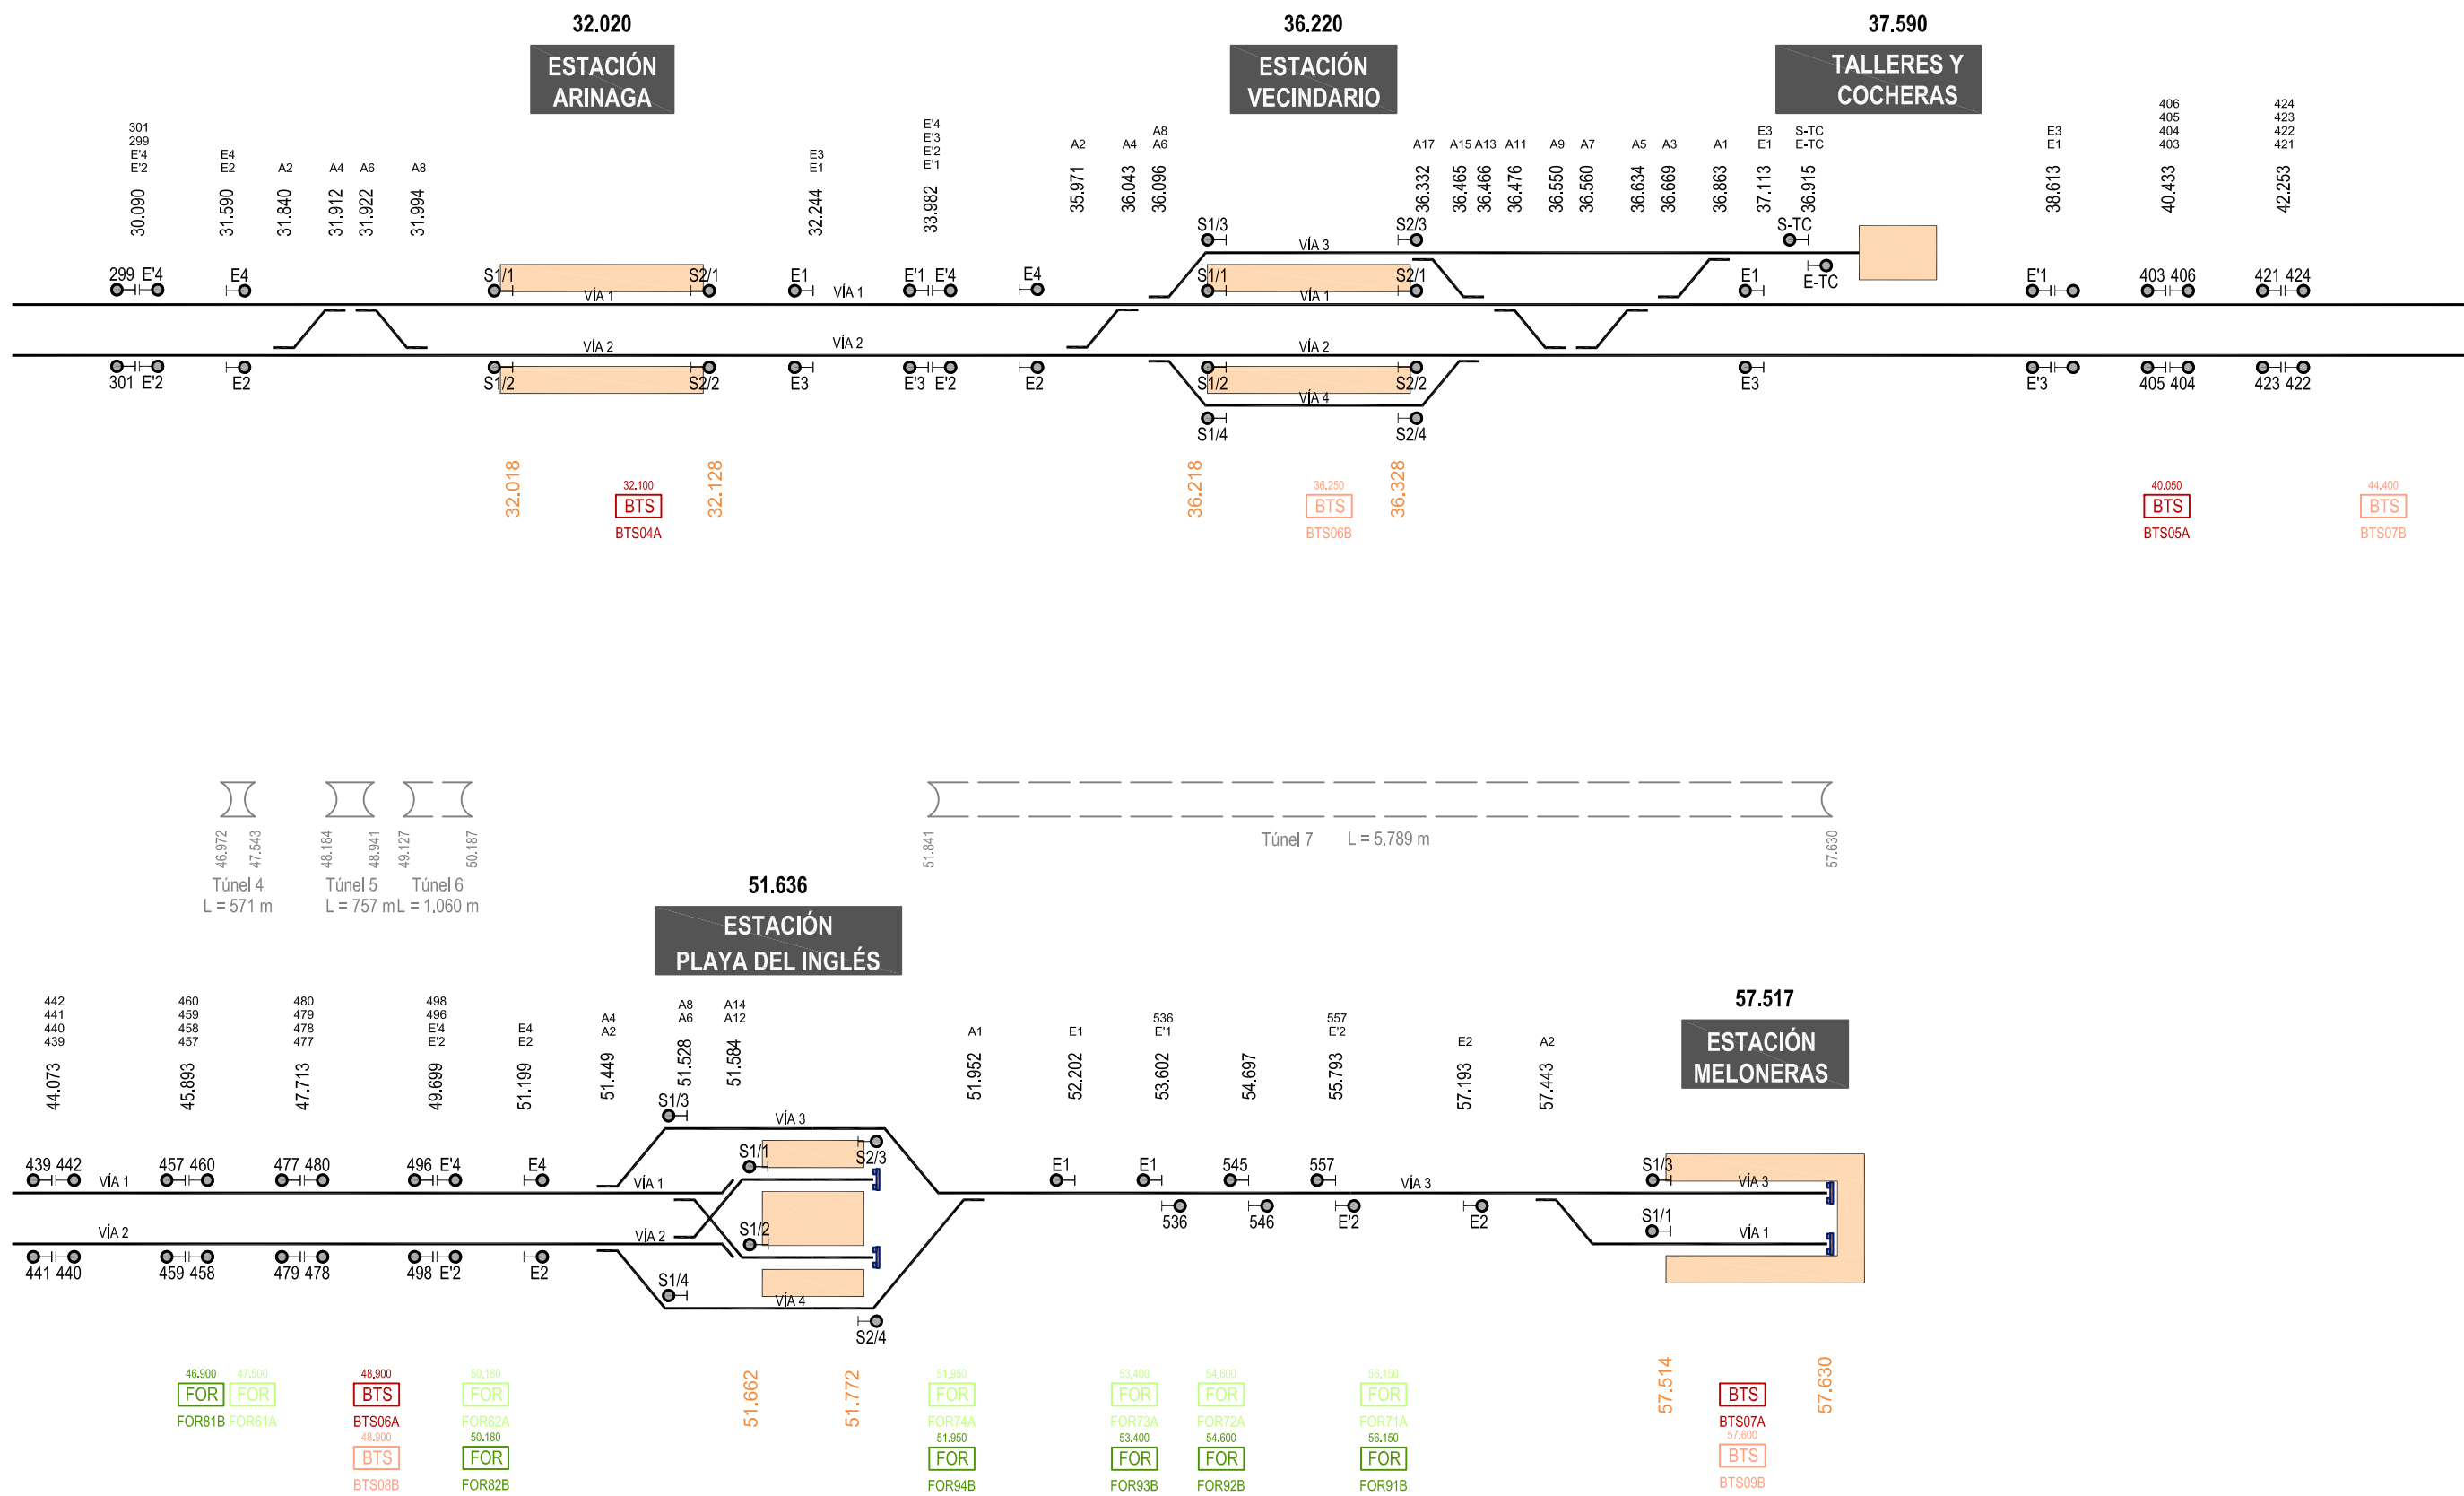 32.020
ESTACIÓN
ARINAGA
36.220
ESTACIÓN
VECINDARIO
37.590
TALLERES Y
COCHERAS
301
299
E'4
E'2
30.090
E4
E2
31.590
A2
31.840
A4
31.912
A6
31.922
A8
31.994
E3
E1
32.244
E'4
E'3
E'2
E'1
33.982
A2
35.971
A4
36.043
A8
A6
36.096
A17
36.332
A15
36.465
A13
36.466
A11
36.476
A9
36.550
A7
36.560
A5
36.634
A3
36.669
A1
36.863
E3
E1
37.113
S-TC
E-TC
36.915
E3
E1
38.613
406
405
404
403
40.433
424
423
422
421
42.253
S1/3
S2/3
VÍA 3
S-TC
E-TC
299 E'4
E4
S1/1
S2/1
VÍA 1
E1
VÍA 1
E'1 E'4
E4
S1/1
S2/1
VÍA 1
E1
E'1
403 406
421 424
301 E'2
E2
S1/2
S2/2
VÍA 2
E3
VÍA 2
E'3 E'2
E2
S1/2
S2/2
VÍA 2
E3
E'3
405 404
423 422
VÍA 4
S1/4
S2/4
32.018
32.128
36.218
36.328
32.100
BTS
BTS04A
36.250
BTS
BTS06B
40.050
BTS
BTS05A
44.400
BTS
BTS07B
46.972
47.543
Túnel 4
L = 571 m
48.184
48.941
Túnel 5
L = 757 m
49.127
50.187
Túnel 6
L = 1.060 m
51.841
Túnel 7 L = 5.789 m
57.630
51.636
ESTACIÓN
PLAYA DEL INGLÉS
57.517
ESTACIÓN
MELONERAS
442
441
440
439
44.073
460
459
458
457
45.893
480
479
478
477
47.713
498
496
E'4
E'2
49.699
E4
E2
51.199
A4
A2
51.449
A8
A6
51.528
A14
A12
51.584
A1
51.952
E1
52.202
536
E'1
53.602
54.697
557
E'2
55.793
E2
57.193
A2
57.443
S1/3
VÍA 3
S2/3
439 442
VÍA 1
457 460
477 480
496 E'4
E4
VÍA 1
S1/1
E1
E1
545
557
VÍA 3
S1/3
VÍA 3
536
546
E'2
E2
S1/1
VÍA 1
VÍA 2
441 440
459 458
479 478
498 E'2
E2
VÍA 2
S1/2
S1/4
VÍA 4
S2/4
51.662
51.772
57.514
57.630
46.900
FOR
FOR81B
47.500
FOR
FOR61A
48.900
BTS
BTS06A
48.900
BTS
BTS08B
50.180
FOR
FOR62A
50.180
FOR
FOR82B
51.950
FOR
FOR74A
51.950
FOR
FOR94B
53.400
FOR
FOR73A
53.400
FOR
FOR93B
54.600
FOR
FOR72A
54.600
FOR
FOR92B
56.150
FOR
FOR71A
56.150
FOR
FOR91B
BTS
BTS07A
57.600
BTS
BTS09B